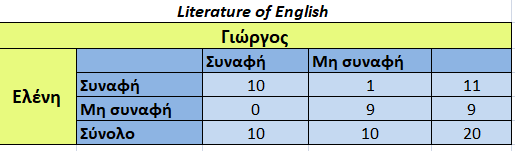 Literature of English
Γιώργος
Ελένη
Συναφή Μη συναφή
Συναφή 10 1 11
Μη συναφή 0 9 9
Σύνολο 10 10 20